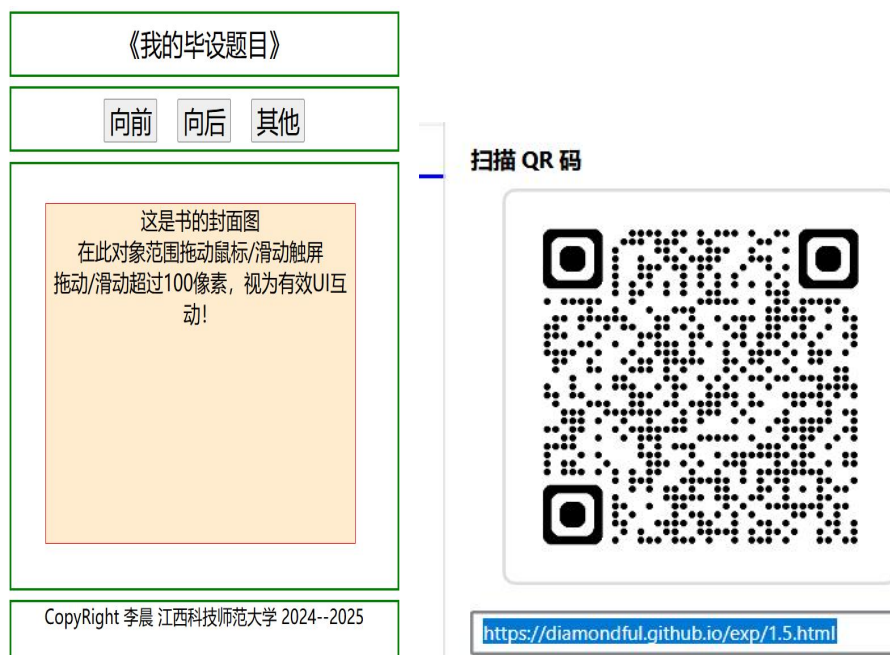 《我的毕设题目》
向前 向后 其他
这是书的封面图
在此对象范围拖动鼠标/滑动触屏
拖动/滑动超过100像素，视为有效UI互
动！
CopyRight 李晨 江西科技师范大学 2024--2025
扫描 QR 码
https://diamondful.github.io/exp/1.5.html